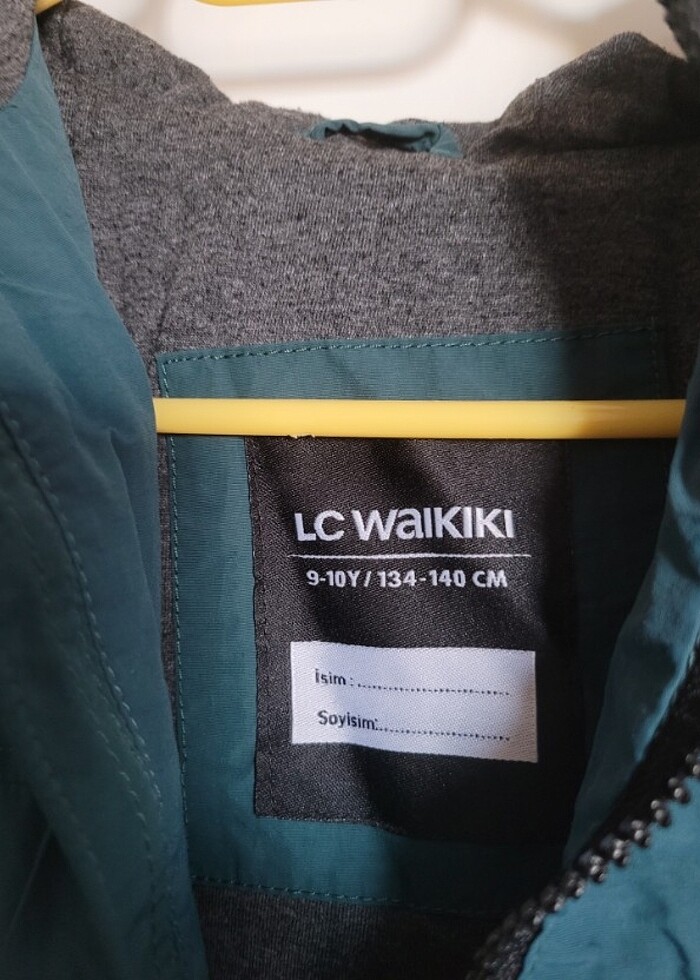 LC WAIKIKI
9-10Y / 134-140 CM
İsim :....................
Soyisim:....................